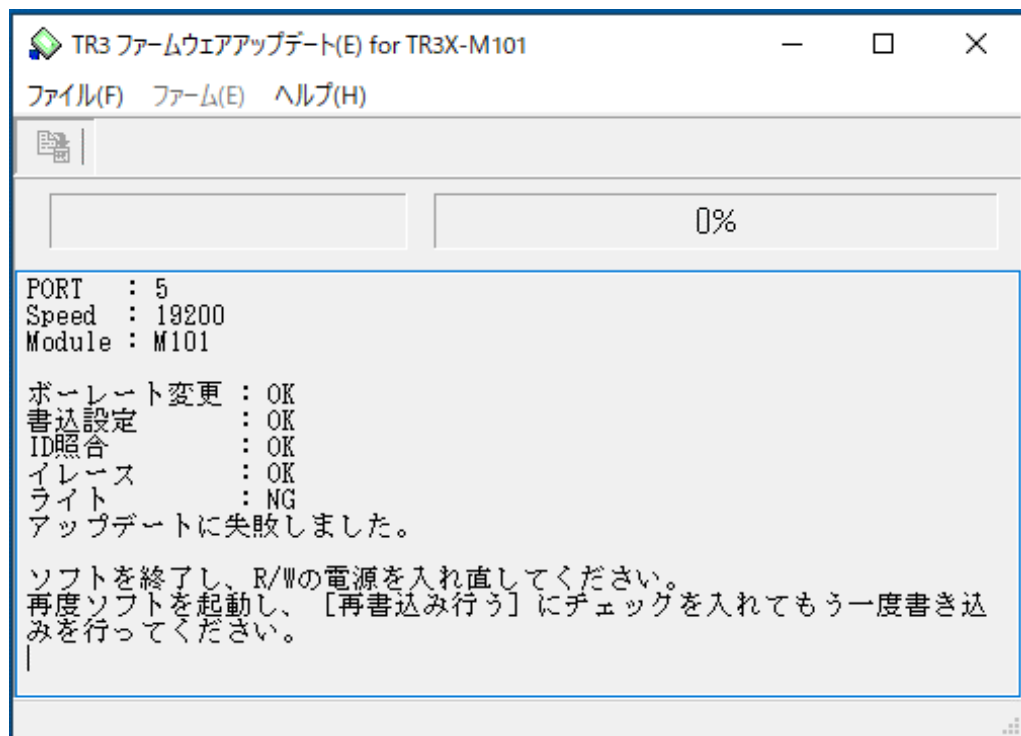 TR3 ファームウェアアップデート(E) for TR3X-M101
ファイル(F) ファーム(E) ヘルプ(H)
0%
PORT : 5
Speed : 19200
Module : M101
ボーレート変更 : OK
書込設定 : OK
ID照合 : OK
イレース : OK
ライト : NG
アップデートに失敗しました。
ソフトを終了し、R/Wの電源を入れ直してください。
再度ソフトを起動し、[再書込み行う]にチェックを入れてもう一度書き込
みを行ってください。